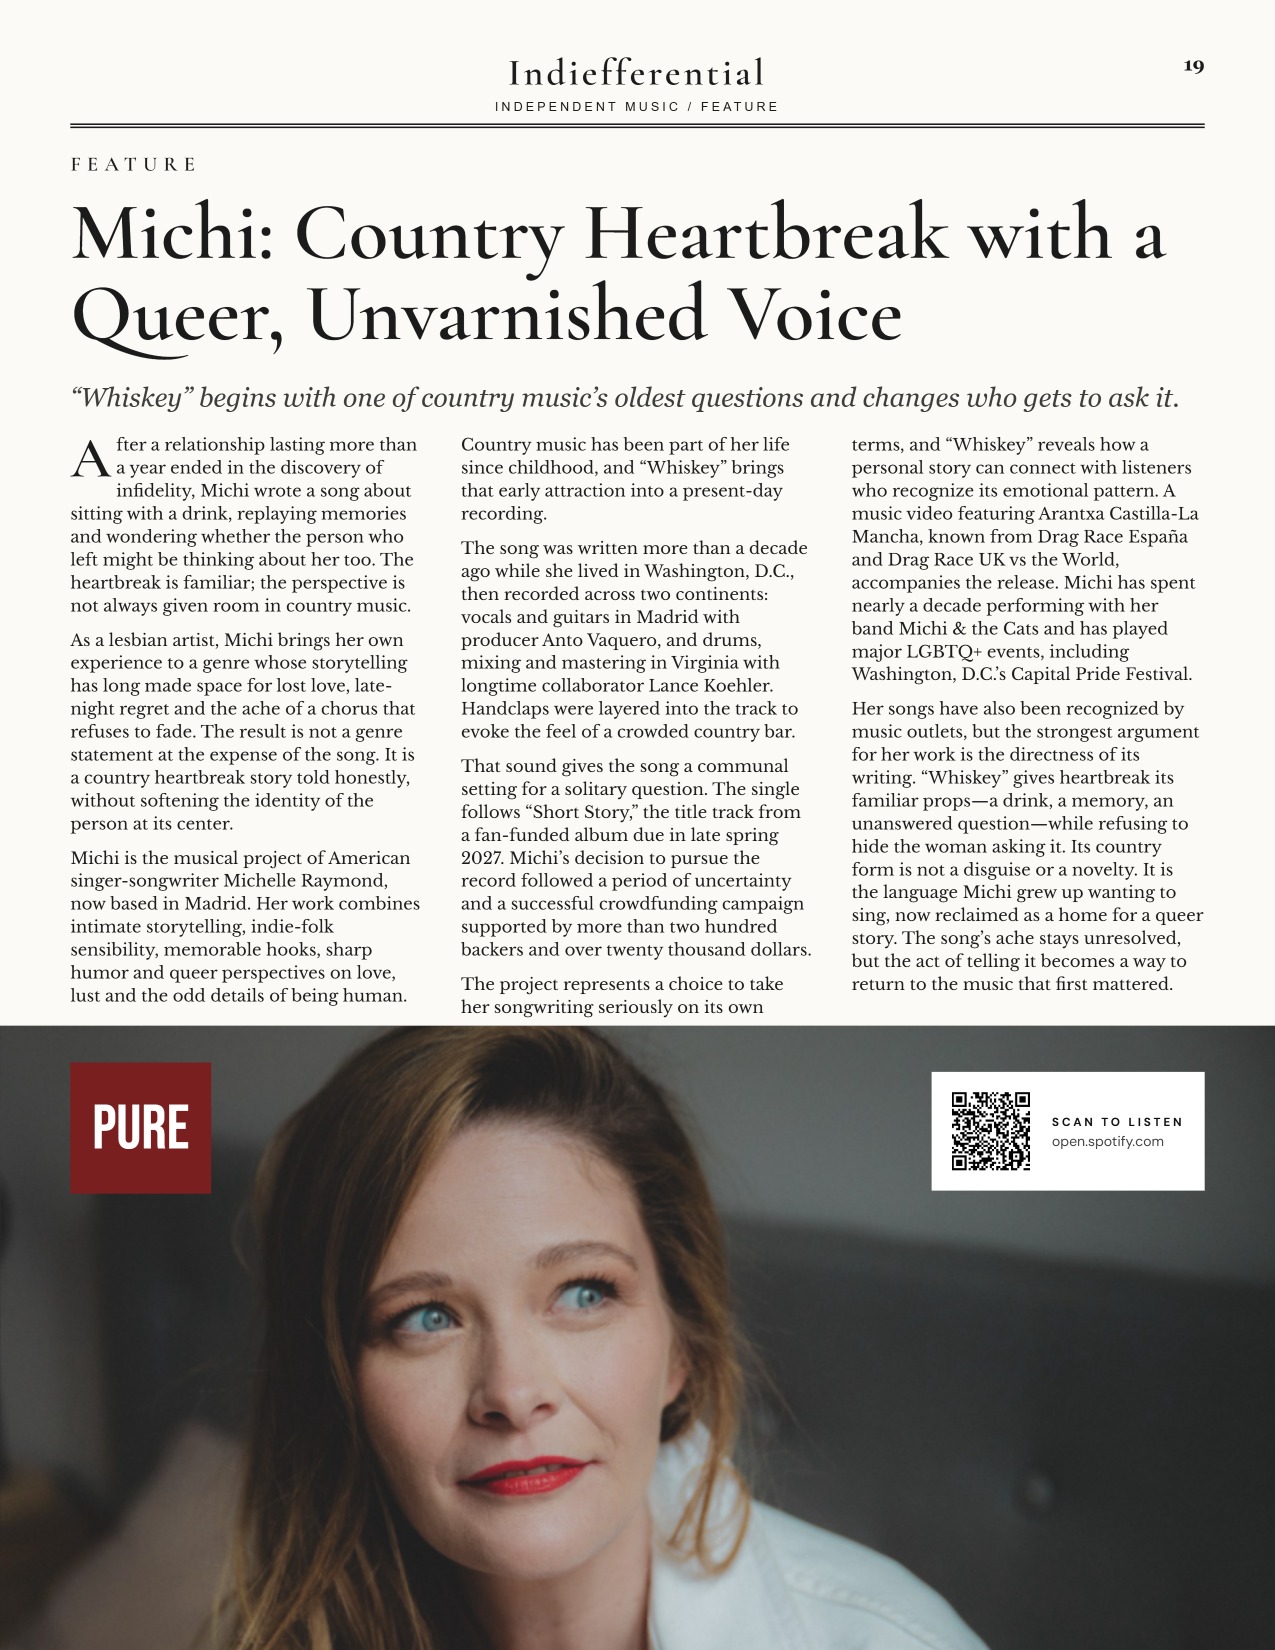 Indiefferential
19
INDEPENDENT MUSIC / FEATURE
FEATURE
Michi: Country Heartbreak with a
Queer, Unvarnished Voice
“Whiskey” begins with one of country music’s oldest questions and changes who gets to ask it.
After a relationship lasting more than
a year ended in the discovery of
infidelity, Michi wrote a song about
sitting with a drink, replaying memories
and wondering whether the person who
left might be thinking about her too. The
heartbreak is familiar; the perspective is
not always given room in country music.
As a lesbian artist, Michi brings her own
experience to a genre whose storytelling
has long made space for lost love, late-
night regret and the ache of a chorus that
refuses to fade. The result is not a genre
statement at the expense of the song. It is
a country heartbreak story told honestly,
without softening the identity of the
person at its center.
Michi is the musical project of American
singer-songwriter Michelle Raymond,
now based in Madrid. Her work combines
intimate storytelling, indie-folk
sensibility, memorable hooks, sharp
humor and queer perspectives on love,
lust and the odd details of being human.
Country music has been part of her life
since childhood, and “Whiskey” brings
that early attraction into a present-day
recording.
The song was written more than a decade
ago while she lived in Washington, D.C.,
then recorded across two continents:
vocals and guitars in Madrid with
producer Anto Vaquero, and drums,
mixing and mastering in Virginia with
longtime collaborator Lance Koehler.
Handclaps were layered into the track to
evoke the feel of a crowded country bar.
That sound gives the song a communal
setting for a solitary question. The single
follows “Short Story,” the title track from
a fan-funded album due in late spring
2027. Michi’s decision to pursue the
record followed a period of uncertainty
and a successful crowdfunding campaign
supported by more than two hundred
backers and over twenty thousand dollars.
The project represents a choice to take
her songwriting seriously on its own
terms, and “Whiskey” reveals how a
personal story can connect with listeners
who recognize its emotional pattern. A
music video featuring Arantxa Castilla-La
Mancha, known from Drag Race España
and Drag Race UK vs the World,
accompanies the release. Michi has spent
nearly a decade performing with her
band Michi & the Cats and has played
major LGBTQ+ events, including
Washington, D.C.’s Capital Pride Festival.
Her songs have also been recognized by
music outlets, but the strongest argument
for her work is the directness of its
writing. “Whiskey” gives heartbreak its
familiar props—a drink, a memory, an
unanswered question—while refusing to
hide the woman asking it. Its country
form is not a disguise or a novelty. It is
the language Michi grew up wanting to
sing, now reclaimed as a home for a queer
story. The song’s ache stays unresolved,
but the act of telling it becomes a way to
return to the music that first mattered.
PURE
SCAN TO LISTEN
open.spotify.com